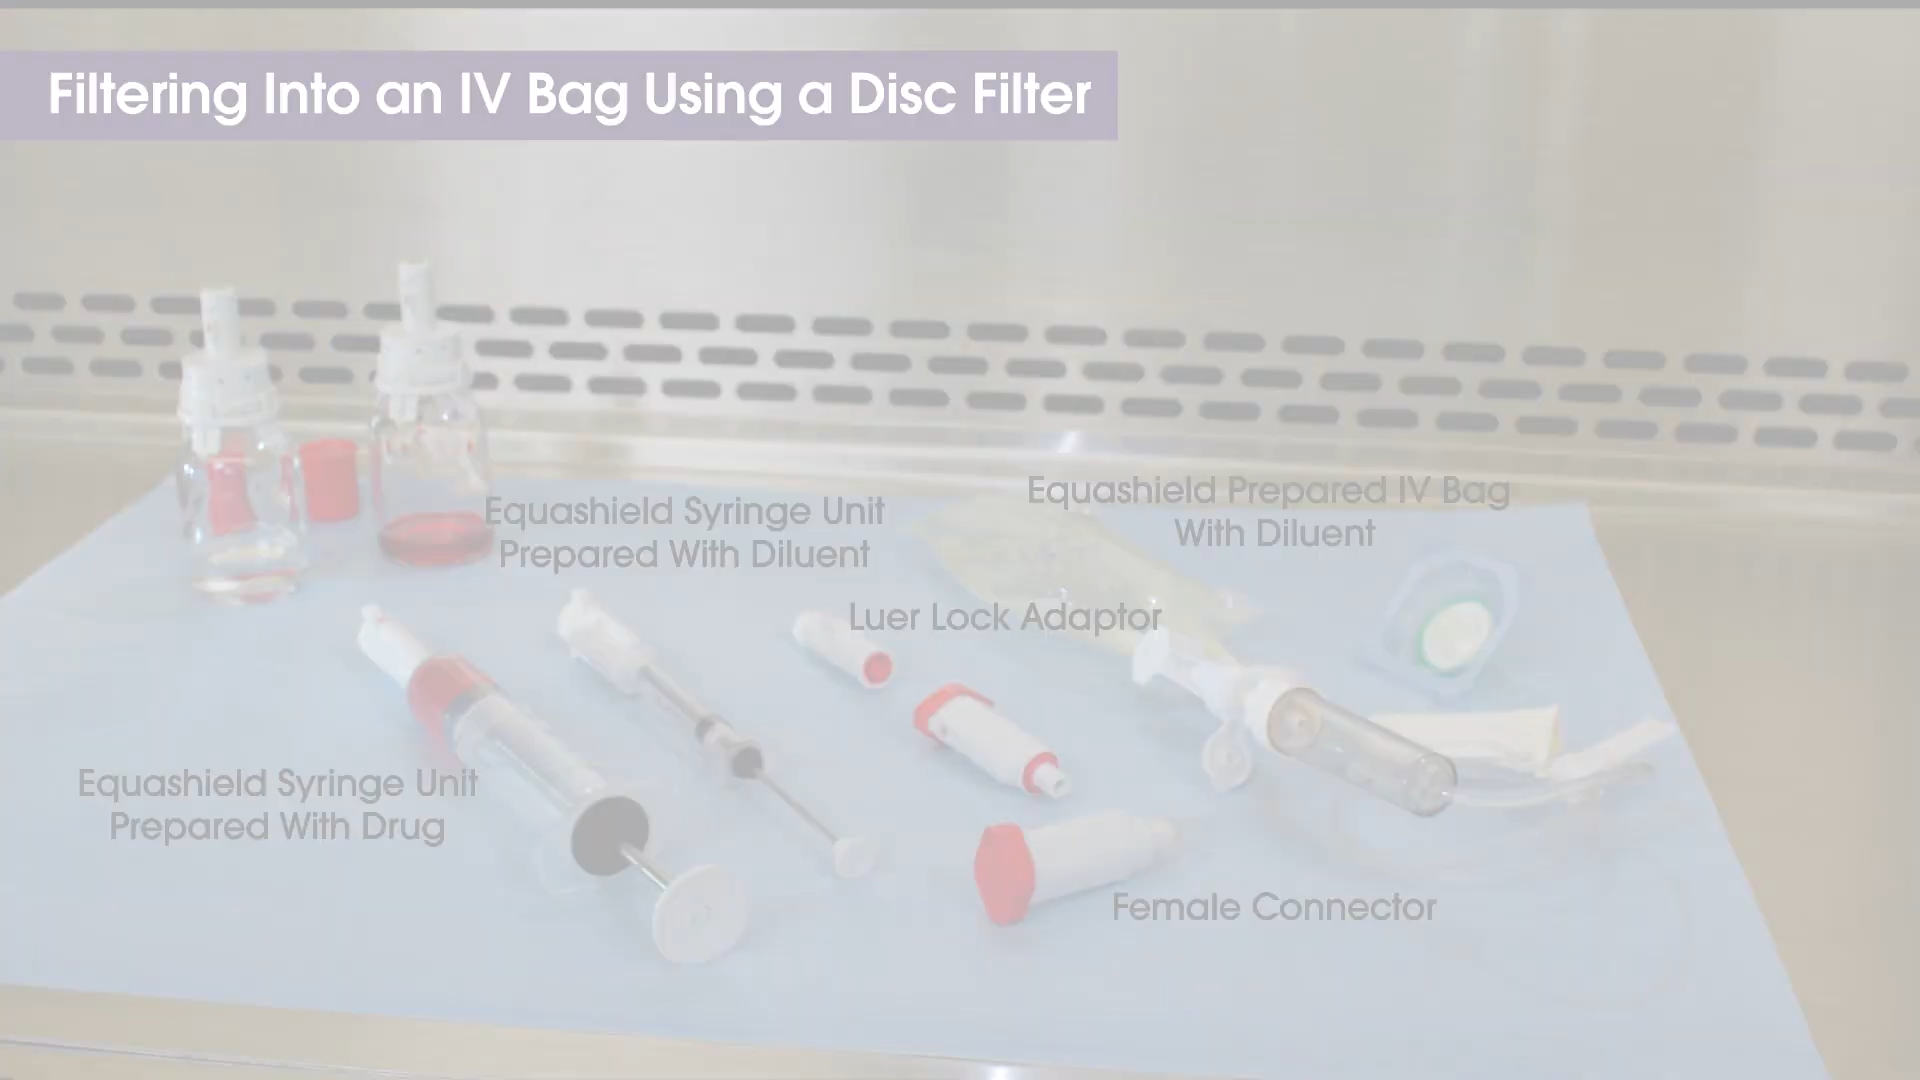 Filtering Into an IV Bag Using a Disc Filter
Equashield Prepared IV Bag
With Diluent
Equashield Syringe Unit
Prepared With Diluent
Luer Lock Adaptor
Equashield Syringe Unit
Prepared With Drug
Female Connector